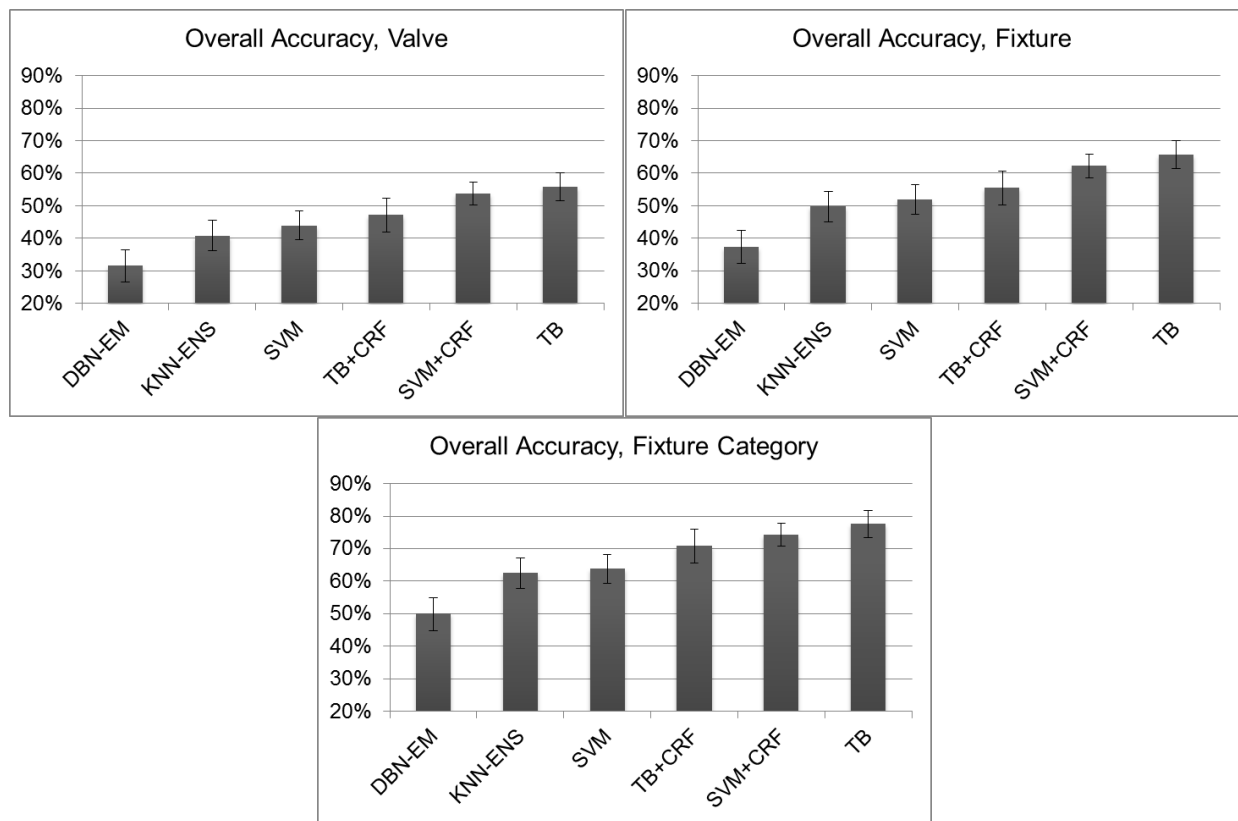 Overall Accuracy, Valve
90%
80%
70%
60%
50%
40%
30%
20%
DBN-EM
KNN-ENS
SVM
TB+CRF
SVM+CRF
TB
Overall Accuracy, Fixture
90%
80%
70%
60%
50%
40%
30%
20%
DBN-EM
KNN-ENS
SVM
TB+CRF
SVM+CRF
TB
Overall Accuracy, Fixture Category
90%
80%
70%
60%
50%
40%
30%
20%
DBN-EM
KNN-ENS
SVM
TB+CRF
SVM+CRF
TB